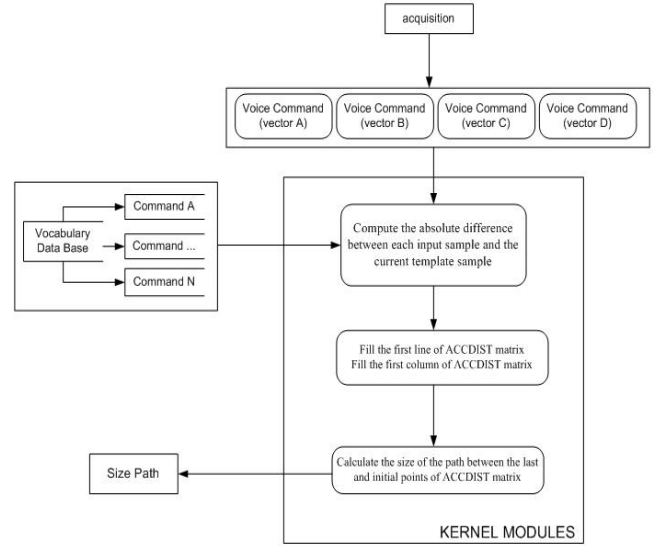 acquisition
Voice Command
(vector A)
Voice Command
(vector B)
Voice Command
(vector C)
Voice Command
(vector D)
Vocabulary
Data Base
Command A
Command ...
Command N
Compute the absolute difference
between each input sample and the
current template sample
Fill the first line of ACCDIST matrix
Fill the first column of ACCDIST matrix
Calculate the size of the path between the last
and initial points of ACCDIST matrix
Size Path
KERNEL MODULES